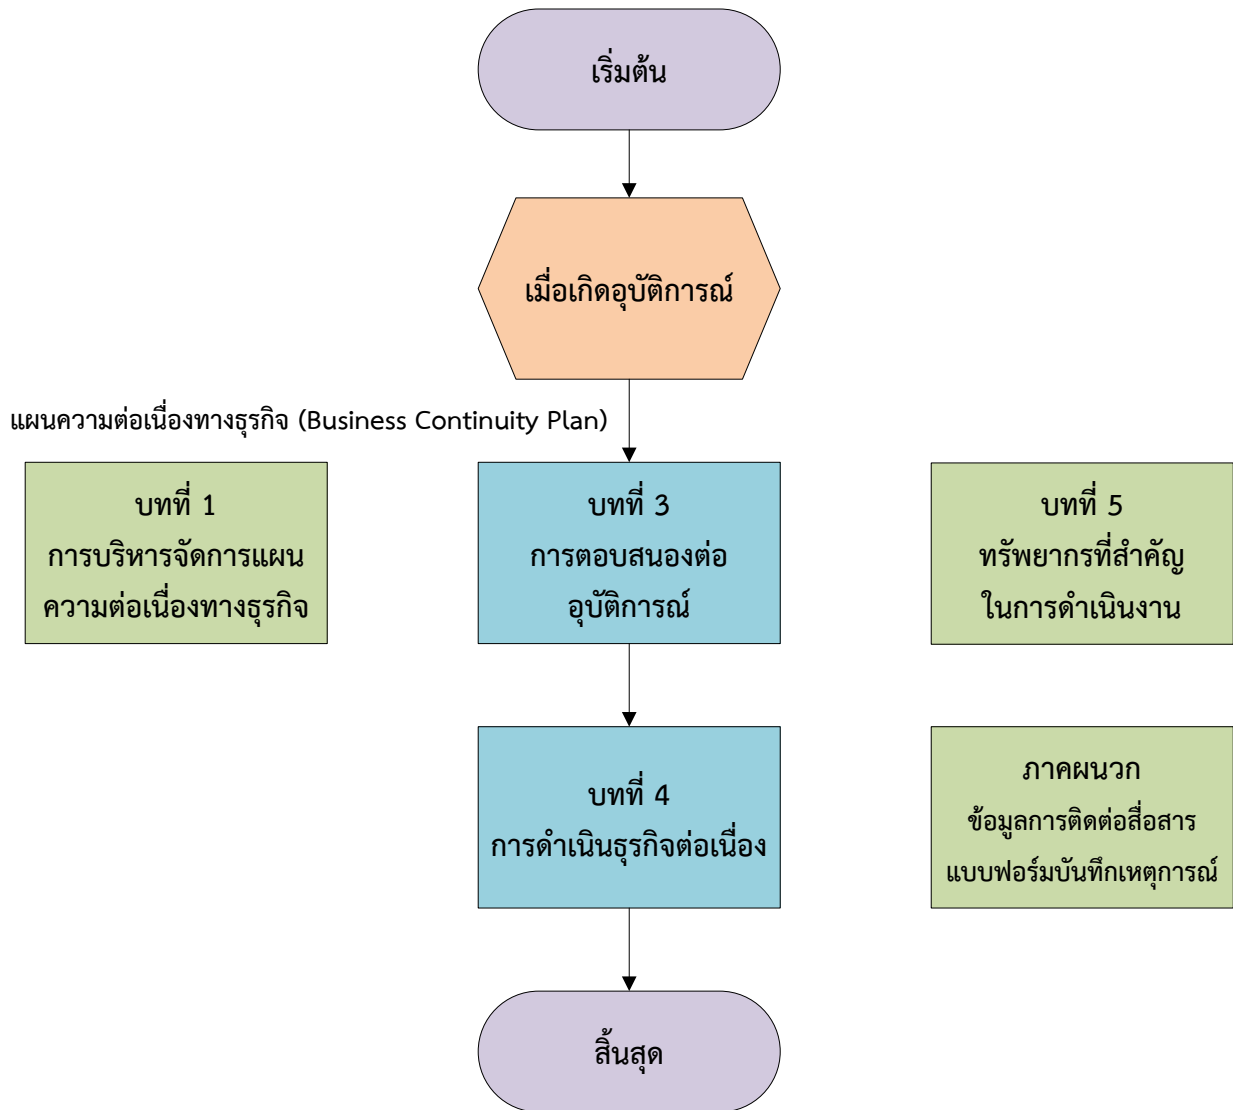 เริ่มต้น
เมื่อเกิดอุบัติการณ์
แผนความต่อเนื่องทางธุรกิจ (Business Continuity Plan)
บทที่ 1
การบริหารจัดการแผน
ความต่อเนื่องทางธุรกิจ
บทที่ 3
การตอบสนองต่อ
อุบัติการณ์
บทที่ 5
ทรัพยากรที่สำคัญ
ในการดำเนินงาน
บทที่ 4
การดำเนินธุรกิจต่อเนื่อง
ภาคผนวก
ข้อมูลการติดต่อสื่อสาร
แบบฟอร์มบันทึกเหตุการณ์
สิ้นสุด